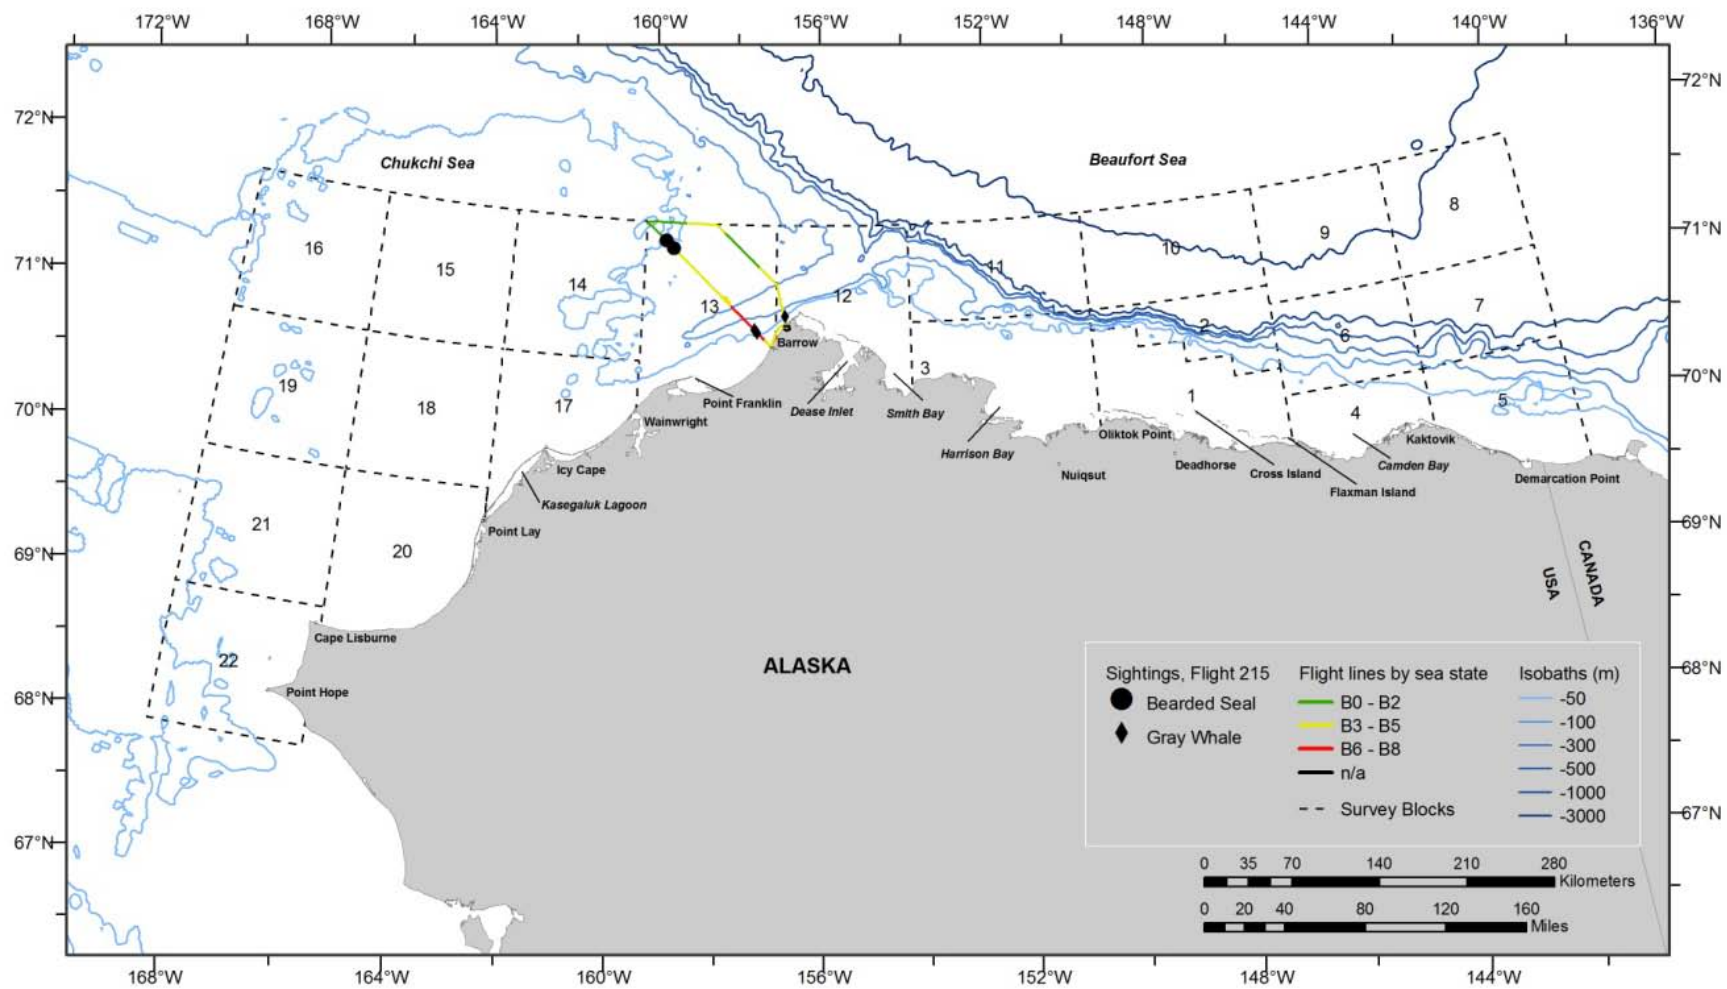 172°W
168°W
164°W
160°W
156°W
152°W
148°W
144°W
140°W
136°W
72°N
72°N
Chukchi Sea
Beaufort Sea
8
9
10
16
71°N
15
11
71°N
14
13
12
7
2
6
Barrow
19
3
70°N
18
17
Point Franklin
Dease Inlet
Smith Bay
1
4
5
70°N
Wainwright
Oliktok Point
Kaktovik
Icy Cape
Harrison Bay
Deadhorse
Camden Bay
Nuiqsut
Cross Island
Demarcation Point
Flaxman Island
Kasegaluk Lagoon
21
Point Lay
69°N
20
69°N
USA
CANADA
Cape Lisburne
22
ALASKA
68°N
Point Hope
68°N
Sightings, Flight 215
Bearded Seal
Gray Whale
Flight lines by sea state
B0 - B2
B3 - B5
B6 - B8
n/a
Survey Blocks
Isobaths (m)
-50
-100
-300
-500
-1000
-3000
67°N
67°N
0 35 70 140 210 280
Kilometers
0 20 40 80 120 160
Miles
168°W
164°W
160°W
156°W
152°W
148°W
144°W